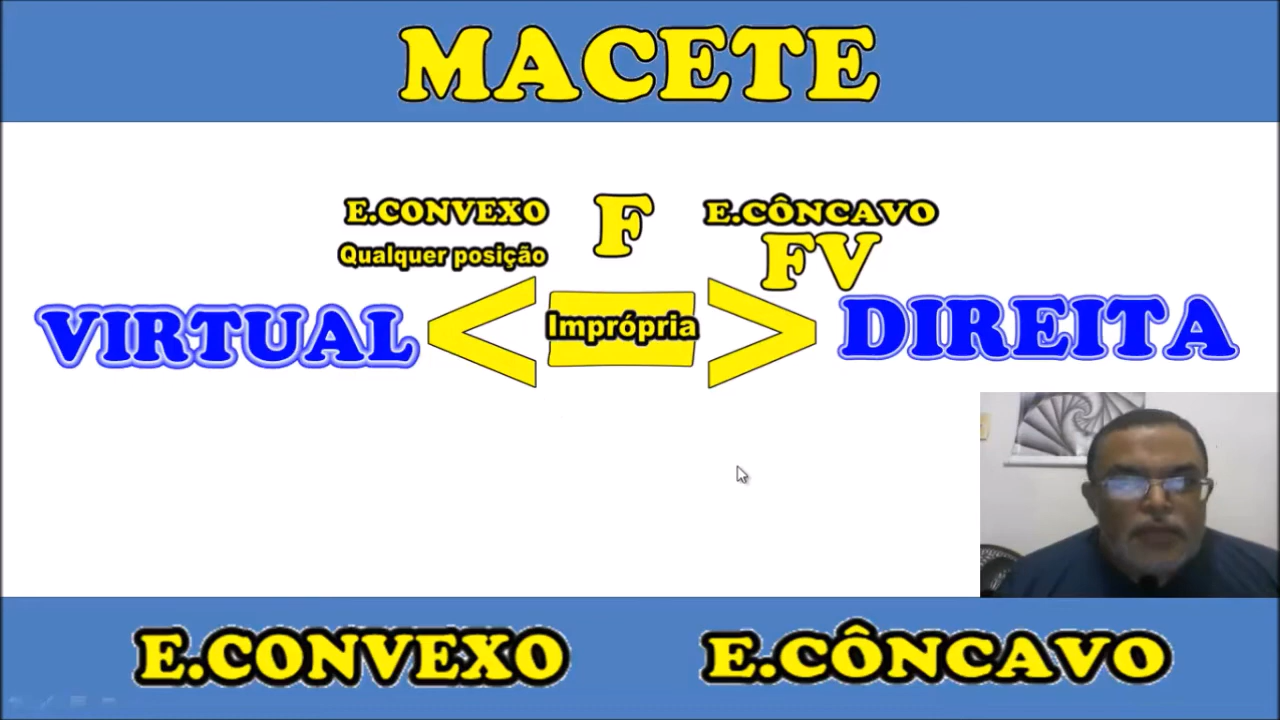 MACETE
E.CONVEXO F E.CÔNCAVO
Qualquer posição FV
VIRTUAL < Imprópria > DIREITA
E.CONVEXO E.CÔNCAVO